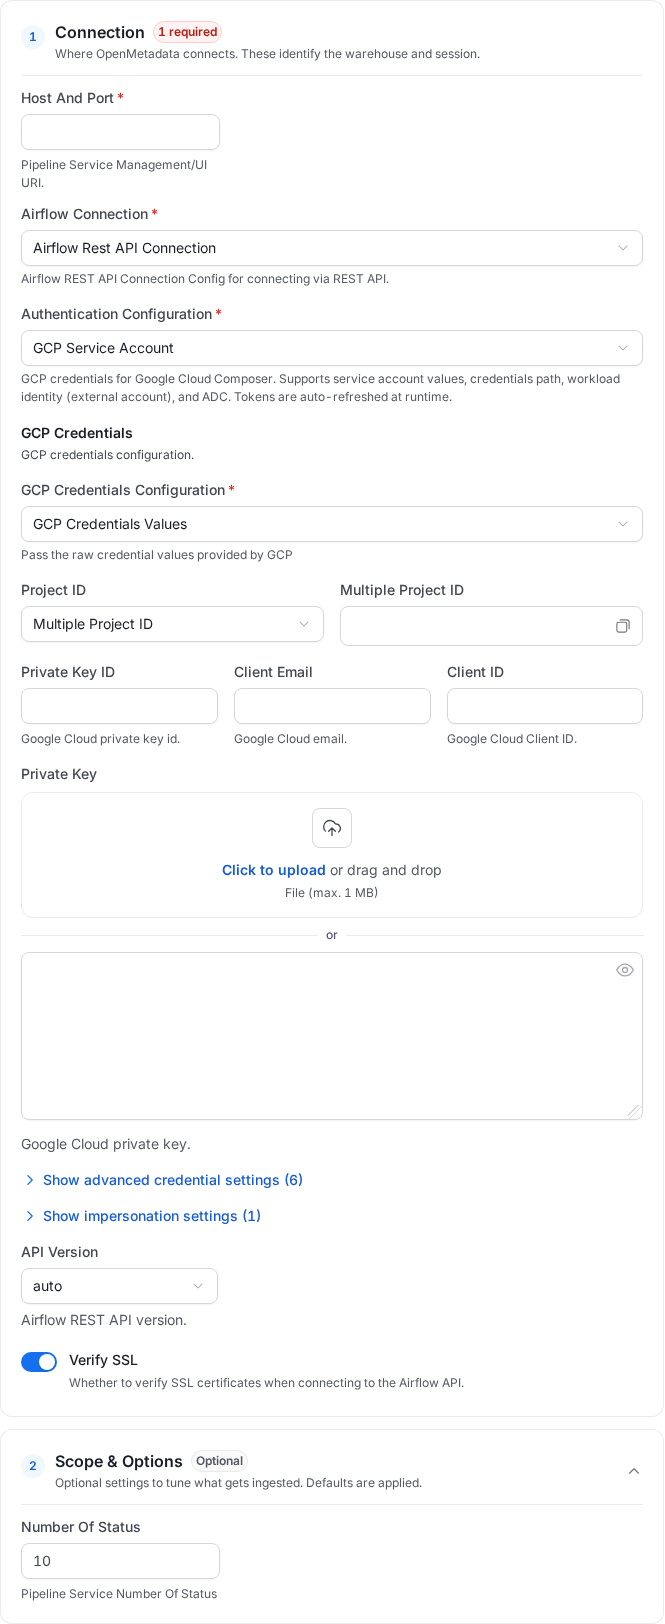 1
Connection 1 required
Where OpenMetadata connects. These identify the warehouse and session.
Host And Port *
Pipeline Service Management/UI
URI.
Airflow Connection *
Airflow Rest API Connection
Airflow REST API Connection Config for connecting via REST API.
Authentication Configuration *
GCP Service Account
GCP credentials for Google Cloud Composer. Supports service account values, credentials path, workload
identity (external account), and ADC. Tokens are auto-refreshed at runtime.
GCP Credentials
GCP credentials configuration.
GCP Credentials Configuration *
GCP Credentials Values
Pass the raw credential values provided by GCP
Project ID Multiple Project ID
Multiple Project ID
Private Key ID Client Email Client ID
Google Cloud private key id. Google Cloud email. Google Cloud Client ID.
Private Key
Click to upload or drag and drop
File (max. 1 MB)
or
Google Cloud private key.
Show advanced credential settings (6)
Show impersonation settings (1)
API Version
auto
Airflow REST API version.
Verify SSL
Whether to verify SSL certificates when connecting to the Airflow API.
2
Scope & Options Optional
Optional settings to tune what gets ingested. Defaults are applied.
Number Of Status
10
Pipeline Service Number Of Status